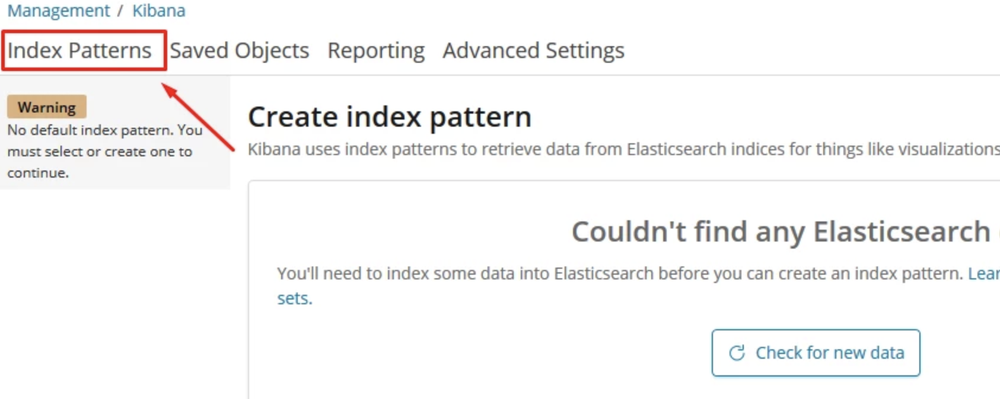 Management / Kibana
Index Patterns Saved Objects Reporting Advanced Settings
Warning
No default index pattern. You
must select or create one to
continue.
Create index pattern
Kibana uses index patterns to retrieve data from Elasticsearch indices for things like visualizations
Couldn't find any Elasticsearch
You'll need to index some data into Elasticsearch before you can create an index pattern.
sets.
Check for new data